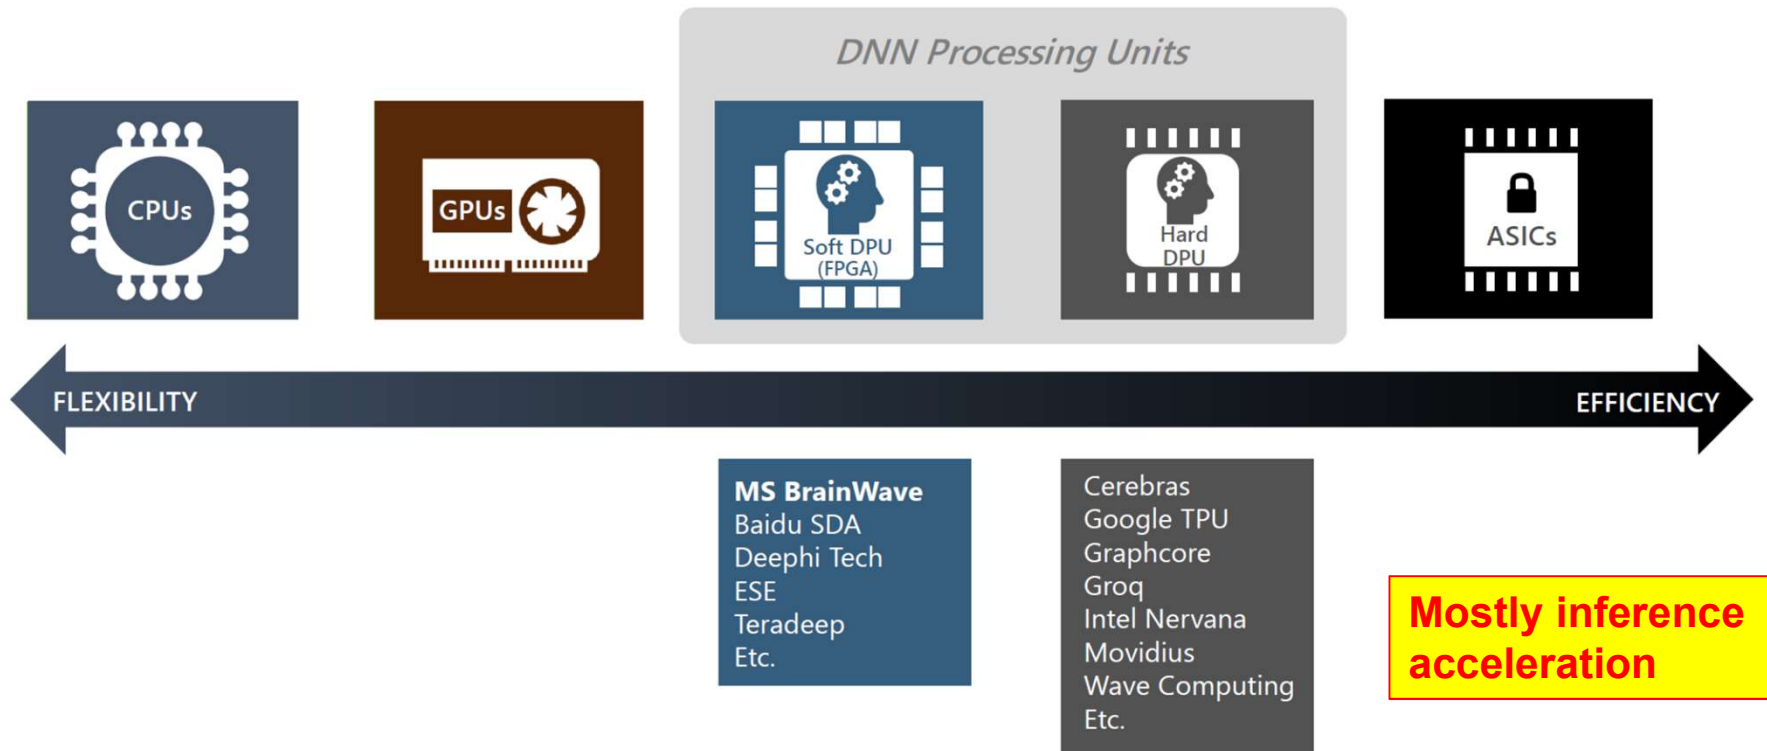 DNN Processing Units
CPUs
GPUs
Soft DPU
(FPGA)
Hard
DPU
ASICs
FLEXIBILITY
EFFICIENCY
MS BrainWave
Baidu SDA
Deephi Tech
ESE
Teradeep
Etc.
Cerebras
Google TPU
Graphcore
Groq
Intel Nervana
Movidius
Wave Computing
Etc.
Mostly inference
acceleration